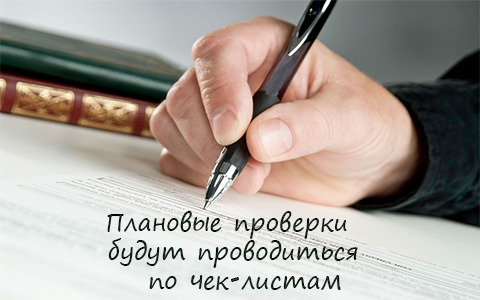 Плановые проверки
будут проводиться
по чек-листам